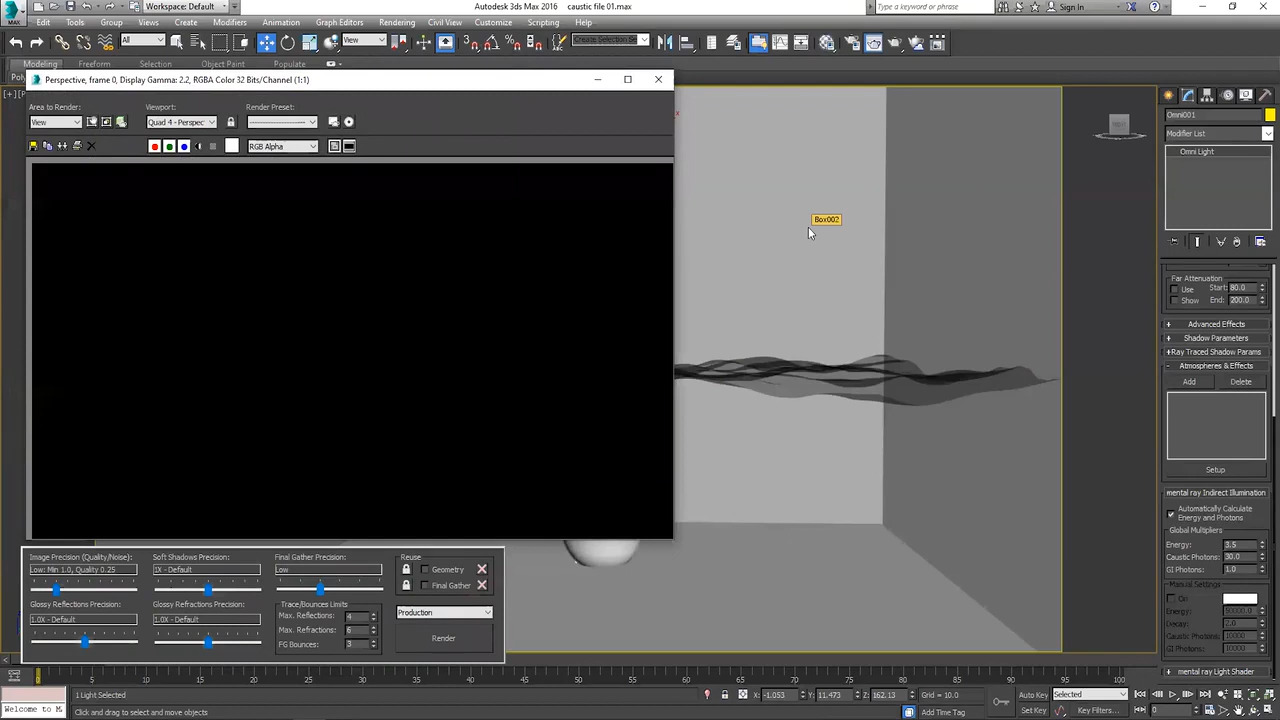 Workspace: Default
Autodesk 3ds Max 2016    caustic file 01.max
Type a keyword or phrase
Sign In
MAX
Edit Tools Group Views Create Modifiers Animation Graph Editors Rendering Civil View Customize Scripting Help
All
View
Modeling Freeform Selection Object Paint Populate
Perspective, frame 0, Display Gamma: 2.2, RGBA Color 32 Bits/Channel (1:1)
Area to Render:
View
Viewport:
Quad 4 - Perspec
Render Preset:
RGB Alpha
Box002
Omni001
Modifier List
Omni Light
Far Attenuation
Use Start: 80.0
Show End: 200.0
+ Advanced Effects
+ Shadow Parameters
+ Ray Traced Shadow Params
- Atmospheres & Effects
Add Delete
Setup
mental ray Indirect Illumination
Automatically Calculate
Energy and Photons
Global Multipliers
Energy: 3.5
Caustic Photons: 30.0
GI Photons: 1.0
Manual Settings
On
Energy: 50000.0
Decay: 2.0
Caustic Photons: 10000
GI Photons: 10000
+ mental ray Light Shader
Image Precision (Quality/Noise):
Low: Min 1.0, Quality 0.25
Soft Shadows Precision:
1X - Default
Final Gather Precision:
Low
Reuse
Geometry
Final Gather
Glossy Reflections Precision:
1.0X - Default
Glossy Refractions Precision:
1.0X - Default
Trace/Bounces Limits
Max. Reflections: 4
Max. Refractions: 6
FG Bounces: 3
Production
Render
0 5 10 15 20 25 30 35 40 45 50 55 60 65 70 75 80 85 90 95 100
1 Light Selected
X: -1.053 Y: 11.473 Z: 162.13 Grid = 10.0
Auto Key Selected
Welcome to M
Click and drag to select and move objects
Add Time Tag
Set Key
Key Filters...
0